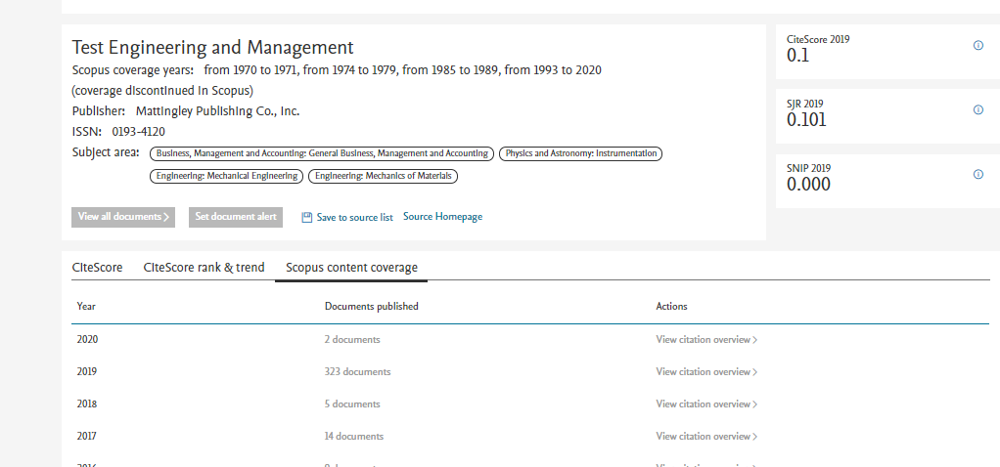 Test Engineering and Management
Scopus coverage years: from 1970 to 1971, from 1974 to 1979, from 1985 to 1989, from 1993 to 2020
(coverage discontinued in Scopus)
Publisher: Mattingley Publishing Co., Inc.
ISSN: 0193-4120
Subject area: Business, Management and Accounting: General Business, Management and Accounting Physics and Astronomy: Instrumentation
Engineering: Mechanical Engineering Engineering: Mechanics of Materials
View all documents > Set document alert Save to source list Source Homepage
CiteScore 2019
0.1
SJR 2019
0.101
SNIP 2019
0.000
CiteScore CiteScore rank & trend Scopus content coverage
Year Documents published Actions
2020 2 documents View citation overview >
2019 323 documents View citation overview >
2018 5 documents View citation overview >
2017 14 documents View citation overview >